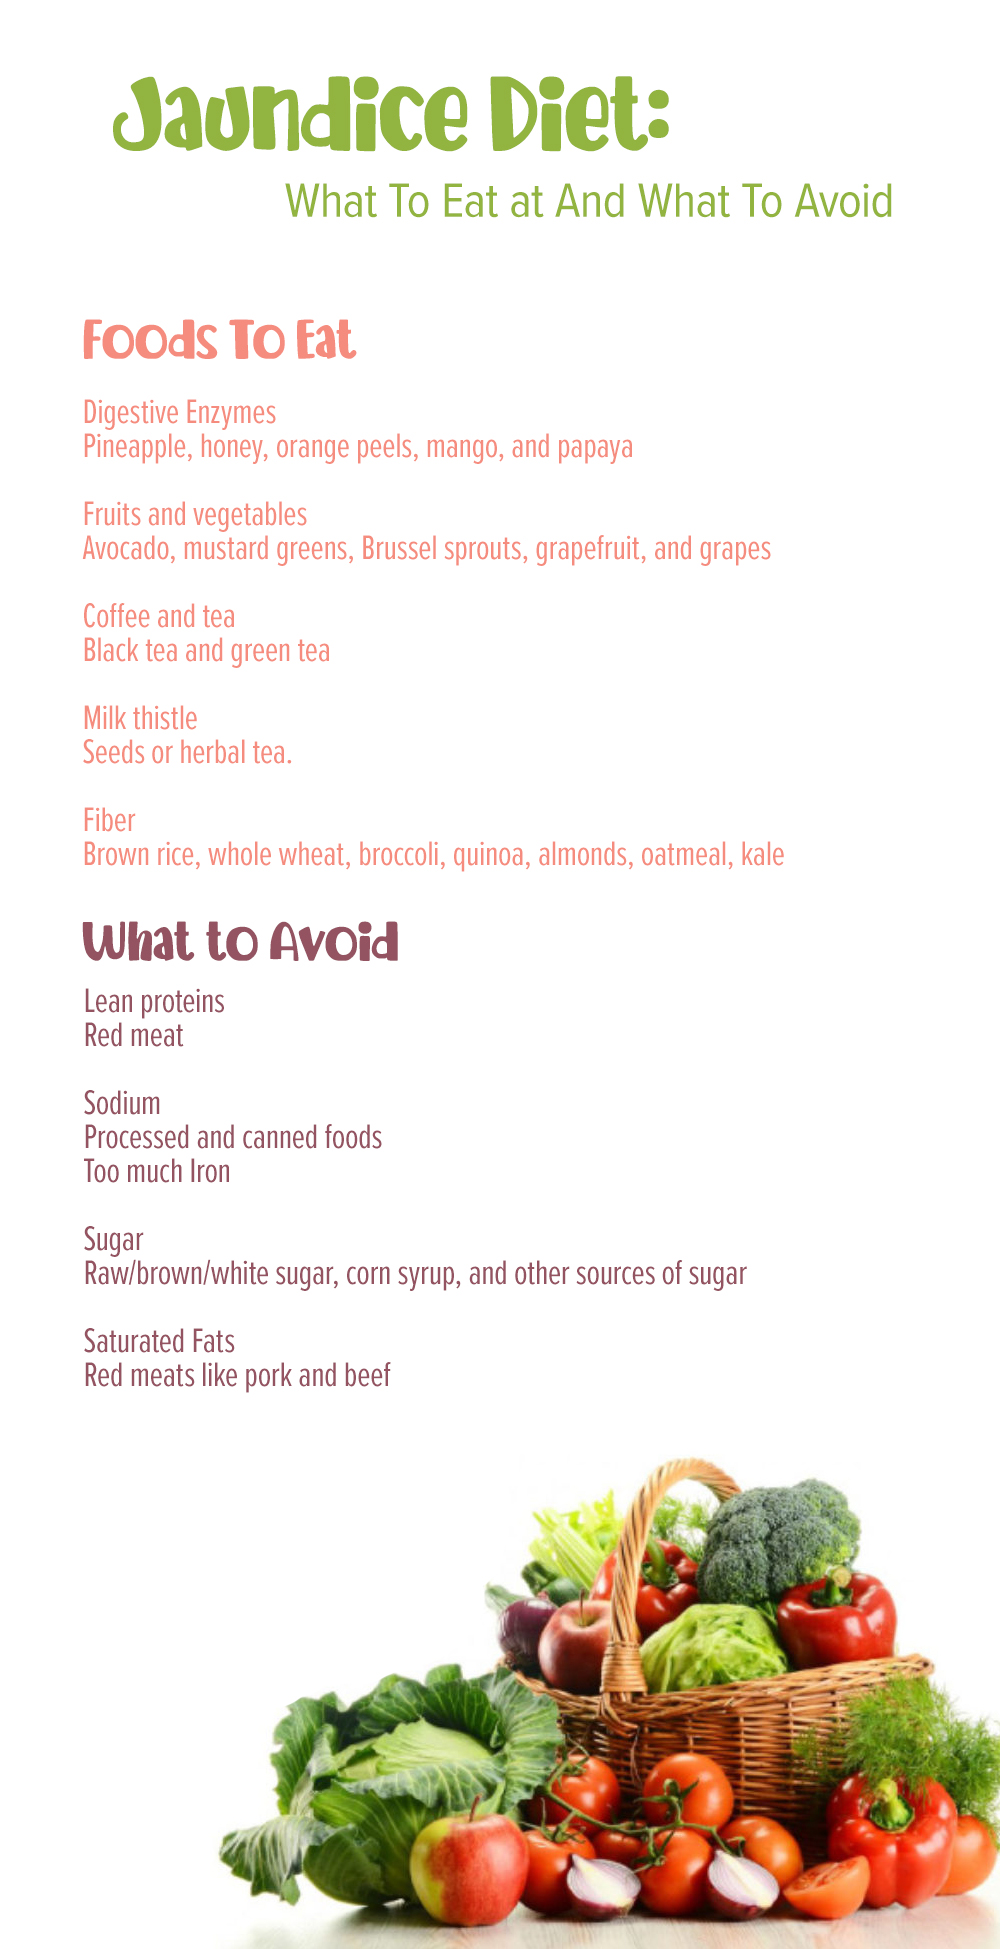 Jaundice Diet:
What To Eat at And What To Avoid
Foods To Eat
Digestive Enzymes
Pineapple, honey, orange peels, mango, and papaya
Fruits and vegetables
Avocado, mustard greens, Brussel sprouts, grapefruit, and grapes
Coffee and tea
Black tea and green tea
Milk thistle
Seeds or herbal tea.
Fiber
Brown rice, whole wheat, broccoli, quinoa, almonds, oatmeal, kale
What to Avoid
Lean proteins
Red meat
Sodium
Processed and canned foods
Too much Iron
Sugar
Raw/brown/white sugar, corn syrup, and other sources of sugar
Saturated Fats
Red meats like pork and beef